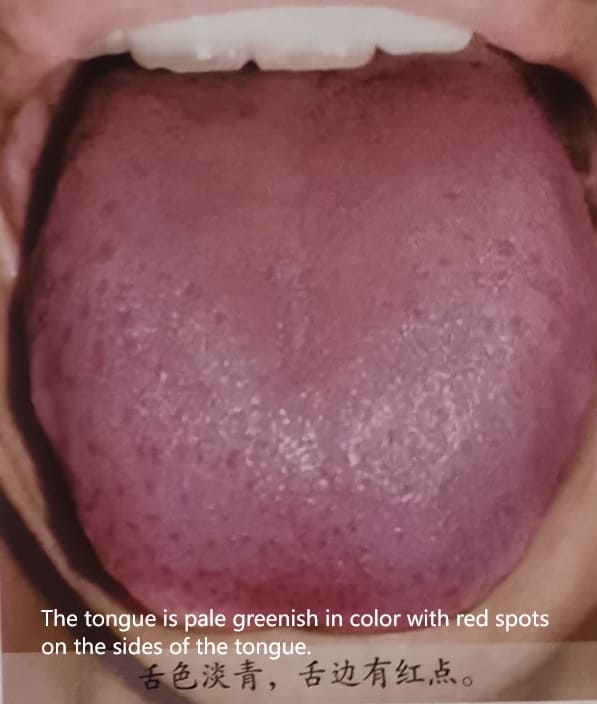 The tongue is pale greenish in color with red spots
on the sides of the tongue.
舌色淡青，舌边有红点。